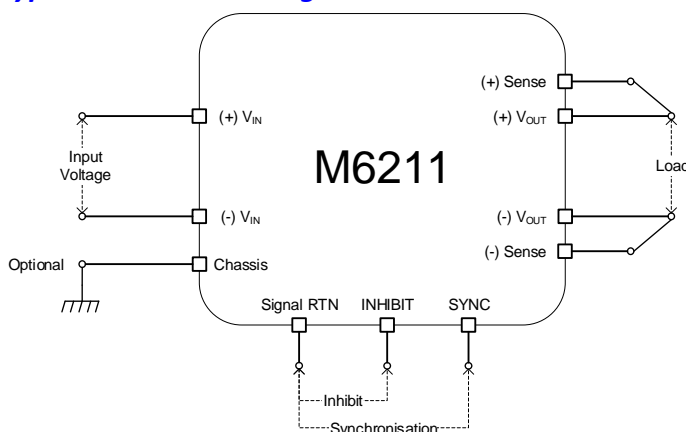 (+) Sense
(+) VIN
(+) VOUT
Input
Voltage
M6211
Load
(-) VIN
(-) VOUT
(-) Sense
Optional
Chassis
Signal RTN
INHIBIT
SYNC
Inhibit
Synchronisation